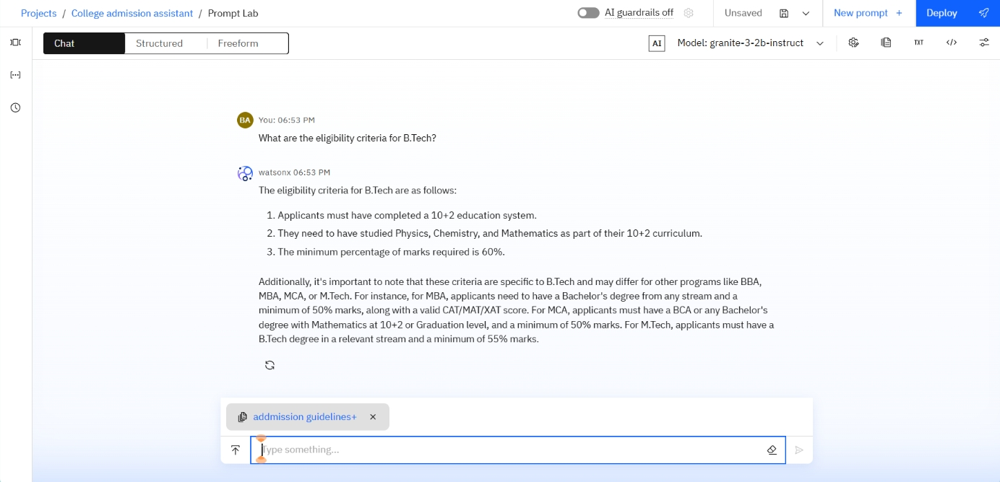 Projects / College admission assistant / Prompt Lab
AI guardrails off
Unsaved
New prompt +
Deploy
Chat
Structured
Freeform
AI
Model: granite-3-2b-instruct
TXT
</>
BA
You: 06:53 PM
What are the eligibility criteria for B.Tech?
watsonx 06:53 PM
The eligibility criteria for B.Tech are as follows:
1. Applicants must have completed a 10+2 education system.
2. They need to have studied Physics, Chemistry, and Mathematics as part of their 10+2 curriculum.
3. The minimum percentage of marks required is 60%.
Additionally, it's important to note that these criteria are specific to B.Tech and may differ for other programs like BBA,
MBA, MCA, or M.Tech. For instance, for MBA, applicants need to have a Bachelor's degree from any stream and a
minimum of 50% marks, along with a valid CAT/MAT/XAT score. For MCA, applicants must have a BCA or any Bachelor's
degree with Mathematics at 10+2 or Graduation level, and a minimum of 50% marks. For M.Tech, applicants must have a
B.Tech degree in a relevant stream and a minimum of 55% marks.
addmission guidelines+
Type something...